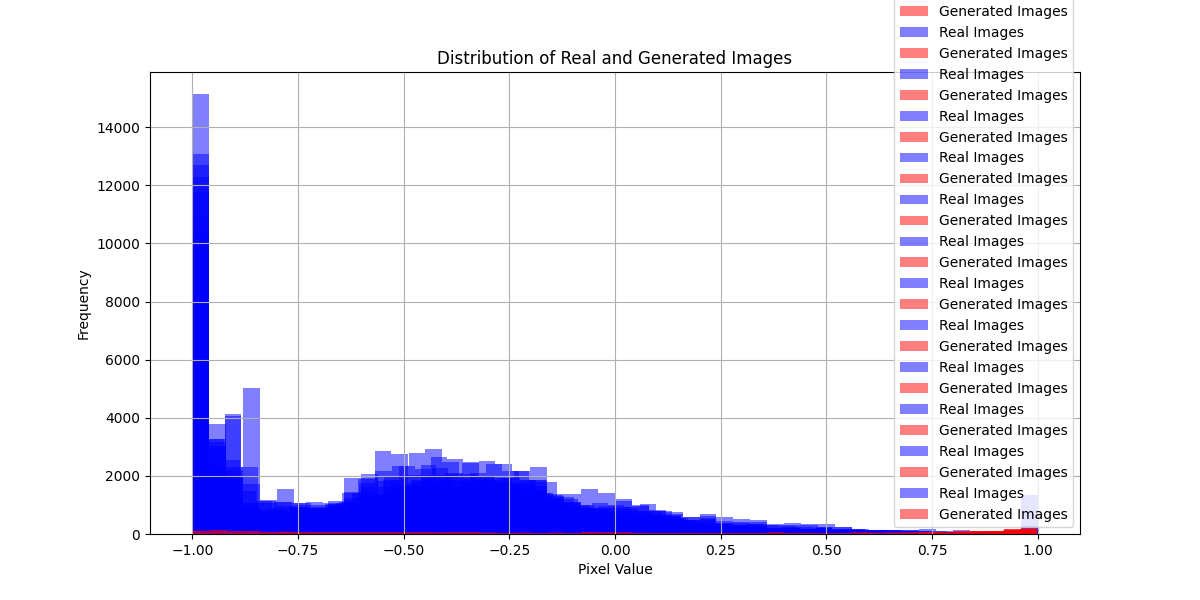 Distribution of Real and Generated Images
Generated Images
Real Images
Generated Images
Real Images
Generated Images
Real Images
Generated Images
Real Images
Generated Images
Real Images
Generated Images
Real Images
Generated Images
Real Images
Generated Images
Real Images
Generated Images
Real Images
Generated Images
Real Images
Generated Images
Real Images
Generated Images
Real Images
Generated Images
Frequency
14000
12000
10000
8000
6000
4000
2000
0
−1.00 −0.75 −0.50 −0.25 0.00 0.25 0.50 0.75 1.00
Pixel Value